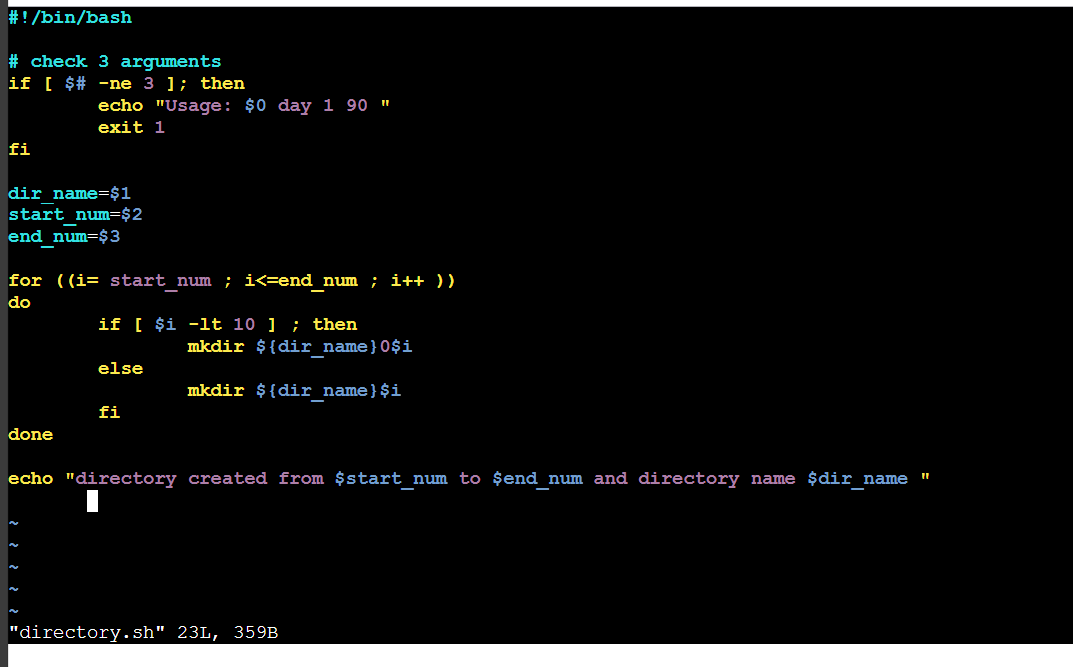 #!/bin/bash

# check 3 arguments
if [ $# -ne 3 ]; then
        echo "Usage: $0 day 1 90 "
        exit 1
fi

dir_name=$1
start_num=$2
end_num=$3

for ((i= start_num ; i<=end_num ; i++ ))
do
        if [ $i -lt 10 ] ; then
                mkdir ${dir_name}0$i
        else
                mkdir ${dir_name}$i
        fi
done

echo "directory created from $start_num to $end_num and directory name $dir_name "

~
~
~
~
~
"directory.sh" 23L, 359B